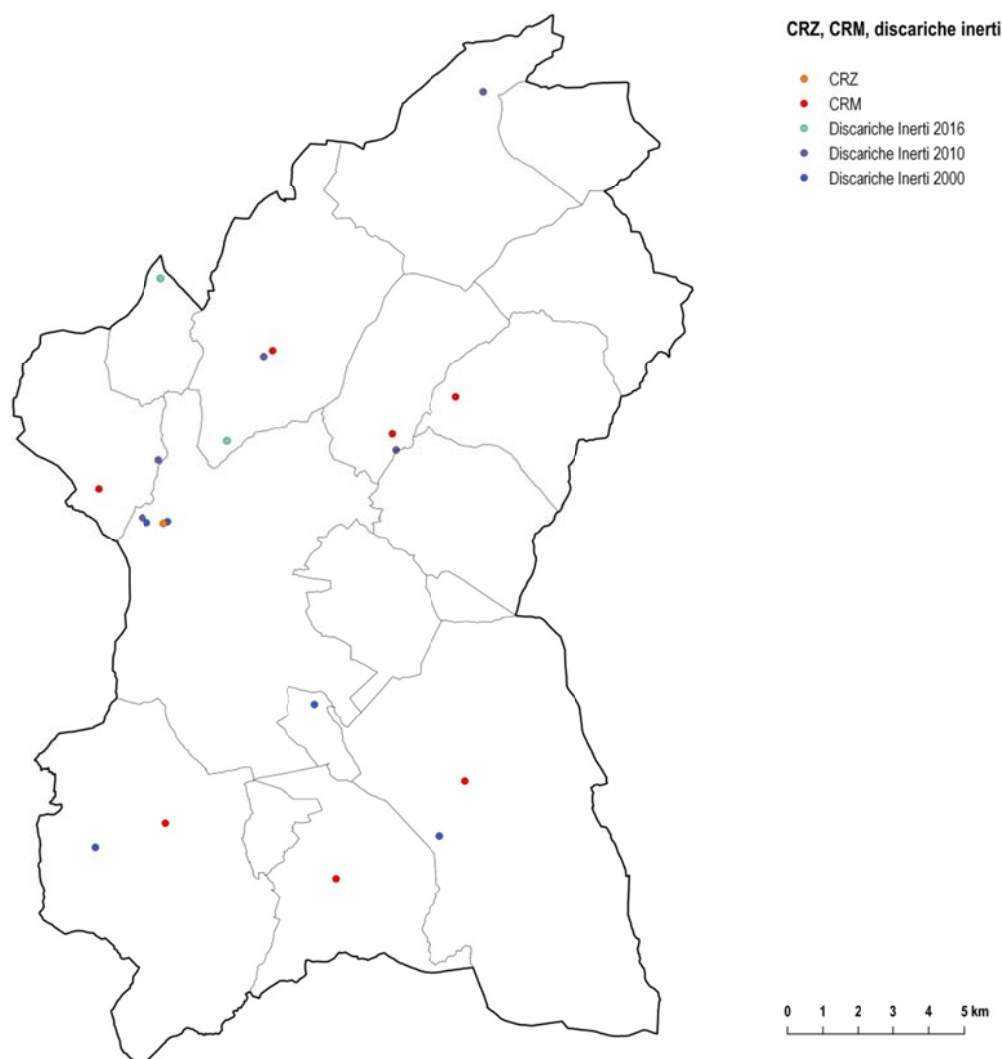 CRZ, CRM, discariche inerti
CRZ
CRM
Discariche Inerti 2016
Discariche Inerti 2010
Discariche Inerti 2000
0 1 2 3 4 5 km